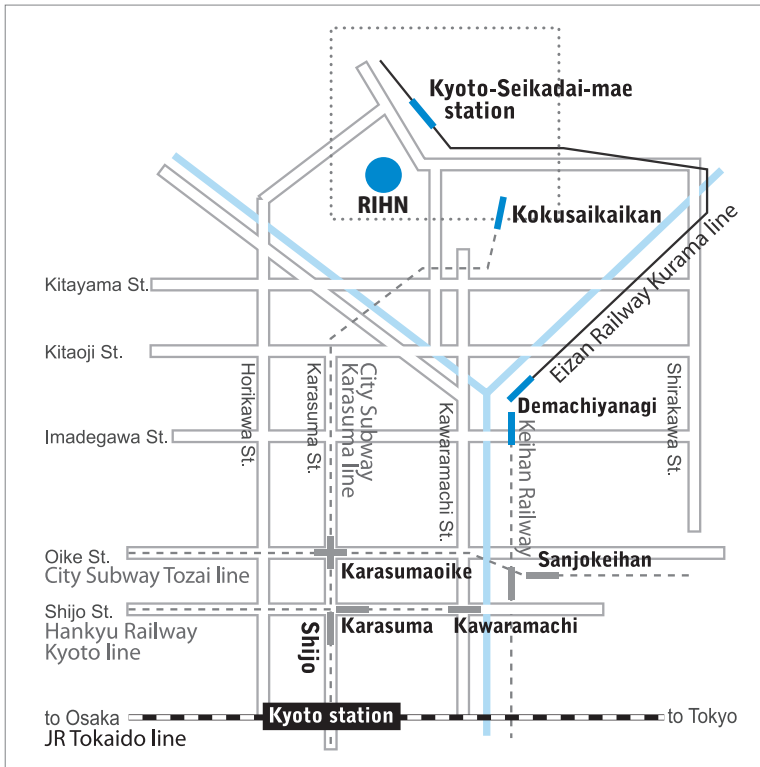 Kyoto-Seikadai-mae
station
RIHN
Kokusaikaikan
Eizan Railway Kurama line
Kitayama St.
Kitaoji St.
Horikawa St.
Karasuma St.
City Subway
Karasuma line
Kawaramachi St.
Demachiyanagi
Shirakawa St.
Imadegawa St.
Keihan Railway
Oike St.
City Subway Tozai line
Karasumaoike
Sanjokeihan
Shijo St.
Hankyu Railway
Kyoto line
Shijo
Karasuma
Kawaramachi
to Osaka
Kyoto station
to Tokyo
JR Tokaido line